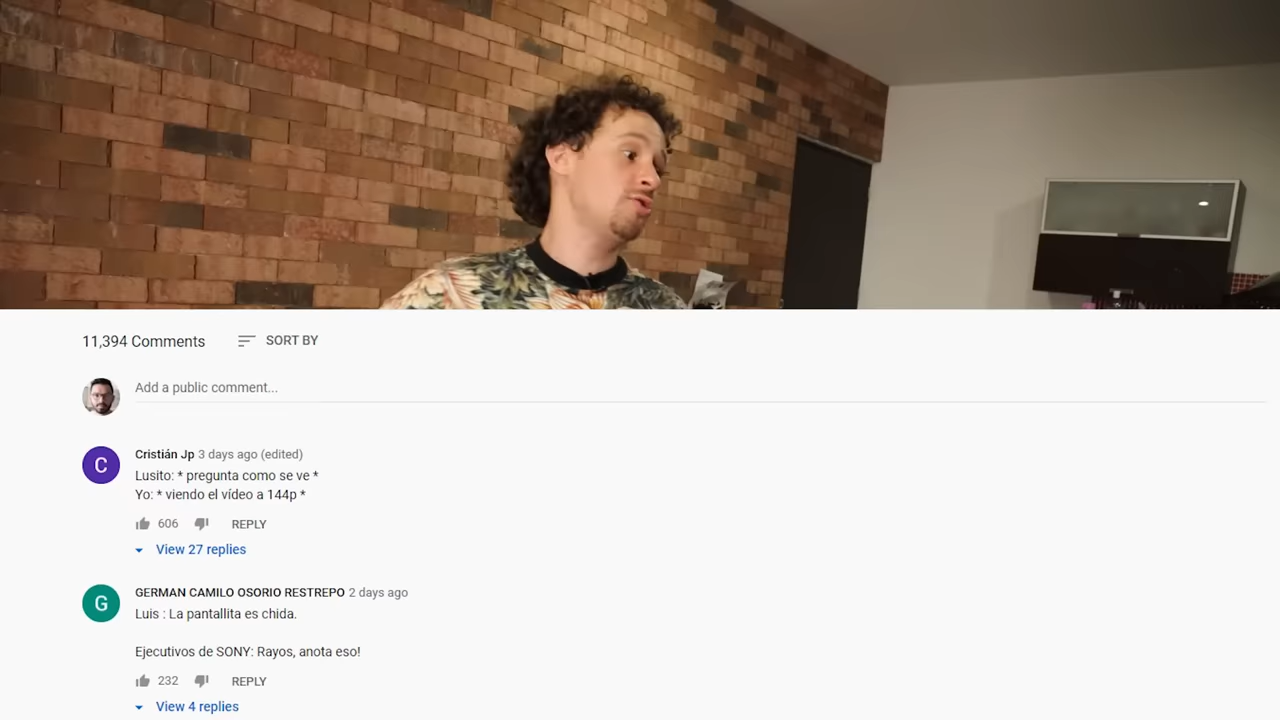 11,394 Comments SORT BY
Add a public comment...
C
Cristián Jp 3 days ago (edited)
Lusito: * pregunta como se ve *
Yo: * viendo el vídeo a 144p *
606 REPLY
View 27 replies
G
GERMAN CAMILO OSORIO RESTREPO 2 days ago
Luis : La pantallita es chida.
Ejecutivos de SONY: Rayos, anota eso!
232 REPLY
View 4 replies